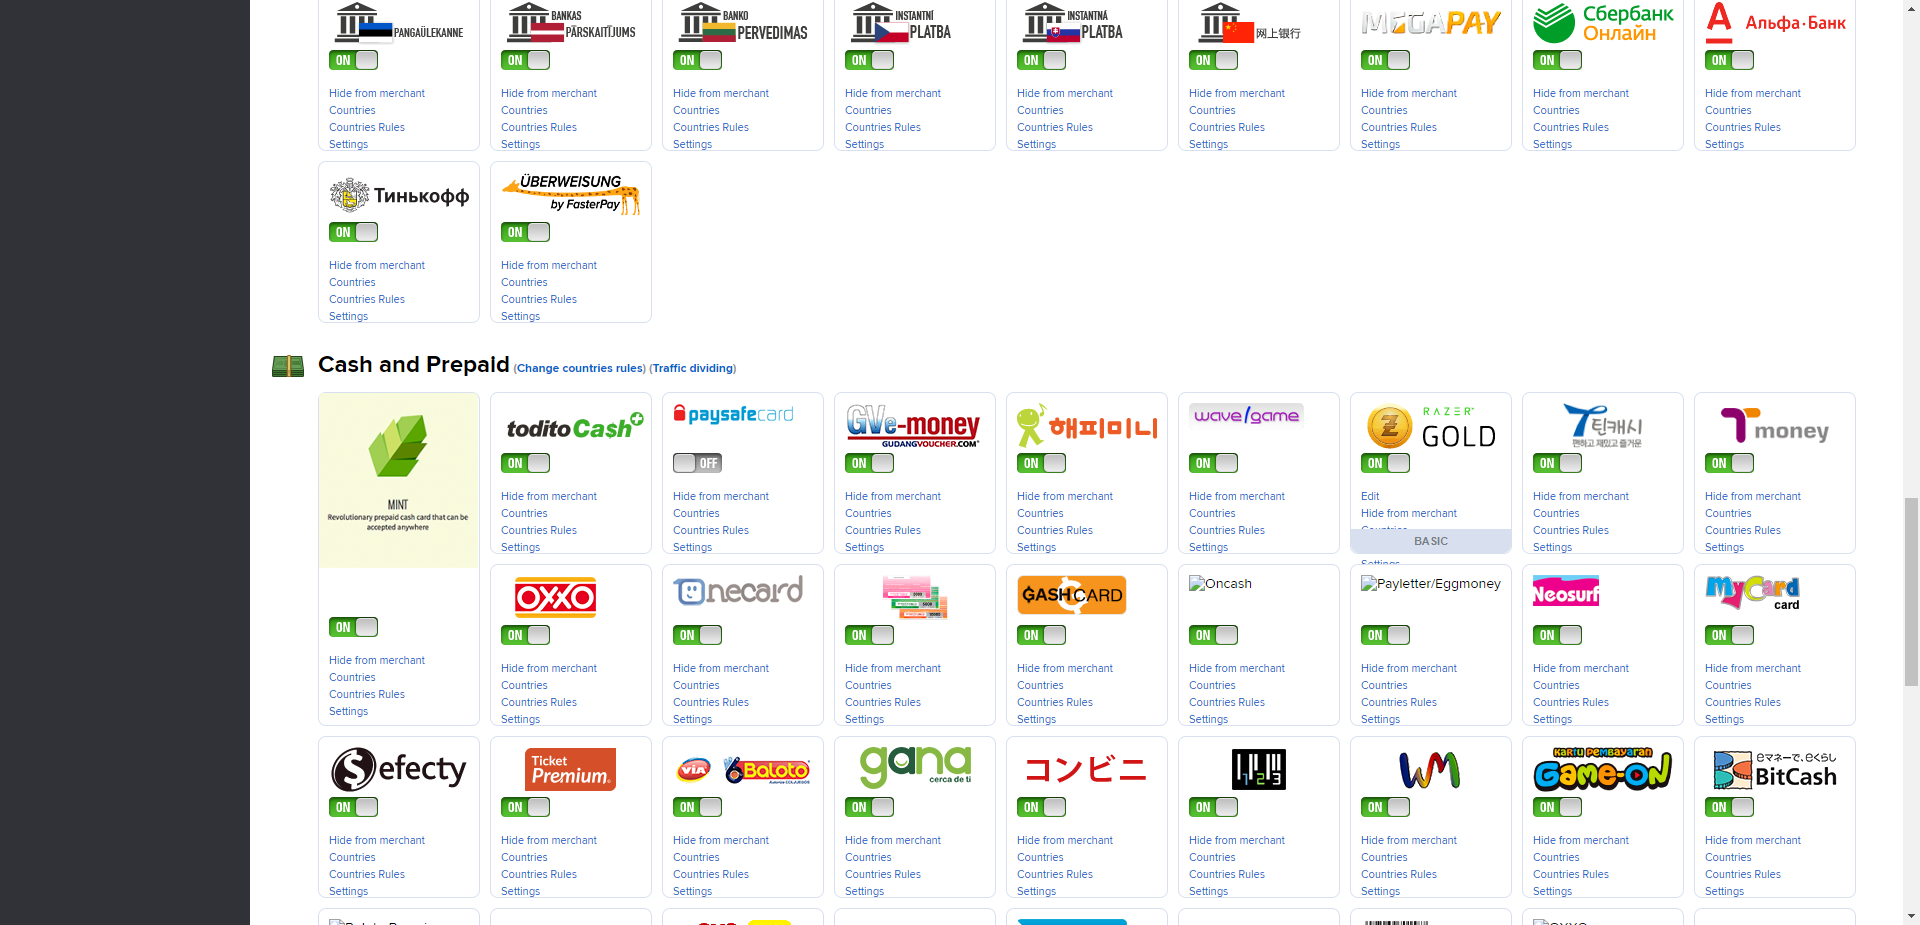 PANGAÜLEKANNE
BANKAS
PĀRSKAITĪJUMS
BANKO
PERVEDIMAS
INSTANTNÍ
PLATBA
INSTANTNÁ
PLATBA
网上银行
MEGAPAY
Сбербанк
Онлайн
Альфа·Банк
ON ON ON ON ON ON ON ON ON
Hide from merchant Hide from merchant Hide from merchant Hide from merchant Hide from merchant Hide from merchant Hide from merchant Hide from merchant Hide from merchant
Countries Countries Countries Countries Countries Countries Countries Countries Countries
Countries Rules Countries Rules Countries Rules Countries Rules Countries Rules Countries Rules Countries Rules Countries Rules Countries Rules
Settings Settings Settings Settings Settings Settings Settings Settings Settings
Тинькофф
ÜBERWEISUNG
by FasterPay
ON ON
Hide from merchant Hide from merchant
Countries Countries
Countries Rules Countries Rules
Settings Settings
Cash and Prepaid (Change countries rules) (Traffic dividing)
MINT
Revolutionary prepaid cash card that can be
accepted anywhere
toditoCash
paysafecard
GVe-money
GUDANGVOUCHER.COM
해피머니
wave/game
RAZER
GOLD
틴캐시
편하고 재밌고 즐거운
T money
ON OFF ON ON ON ON ON ON
Hide from merchant Hide from merchant Hide from merchant Hide from merchant Hide from merchant Edit Hide from merchant Hide from merchant
Countries Countries Countries Countries Countries Hide from merchant Countries Countries
Countries Rules Countries Rules Countries Rules Countries Rules Countries Rules Countries Countries Rules Countries Rules
Settings Settings Settings Settings Settings BASIC Settings Settings
Settings
OXXO
onecard
GASH CARD
Oncash
Payletter/Eggmoney
Neosurf
MyCard
card
ON ON ON ON ON ON ON ON ON
Hide from merchant Hide from merchant Hide from merchant Hide from merchant Hide from merchant Hide from merchant Hide from merchant Hide from merchant Hide from merchant
Countries Countries Countries Countries Countries Countries Countries Countries Countries
Countries Rules Countries Rules Countries Rules Countries Rules Countries Rules Countries Rules Countries Rules Countries Rules Countries Rules
Settings Settings Settings Settings Settings Settings Settings Settings Settings
efecty
Ticket
Premium
VIA Baloto
gana
cerca de ti
コンビニ
123
WM
KARTU PEMBAYARAN
GAME-ON
eマネーで、eくらし
BitCash
ON ON ON ON ON ON ON ON ON
Hide from merchant Hide from merchant Hide from merchant Hide from merchant Hide from merchant Hide from merchant Hide from merchant Hide from merchant Hide from merchant
Countries Countries Countries Countries Countries Countries Countries Countries Countries
Countries Rules Countries Rules Countries Rules Countries Rules Countries Rules Countries Rules Countries Rules Countries Rules Countries Rules
Settings Settings Settings Settings Settings Settings Settings Settings Settings